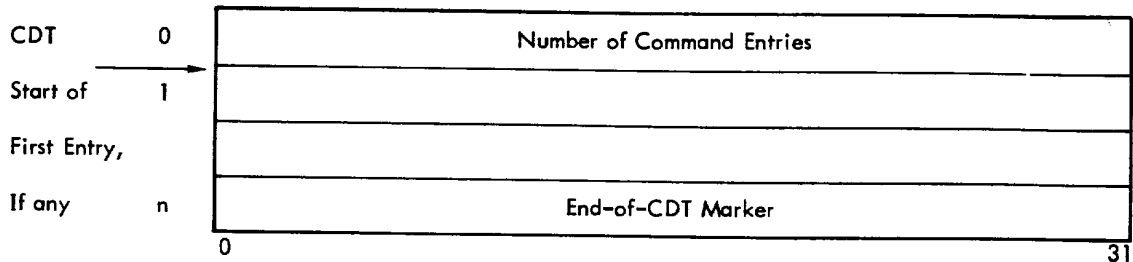 CDT 0 Number of Command Entries
Start of 1
First Entry,
If any n End-of-CDT Marker
0 31